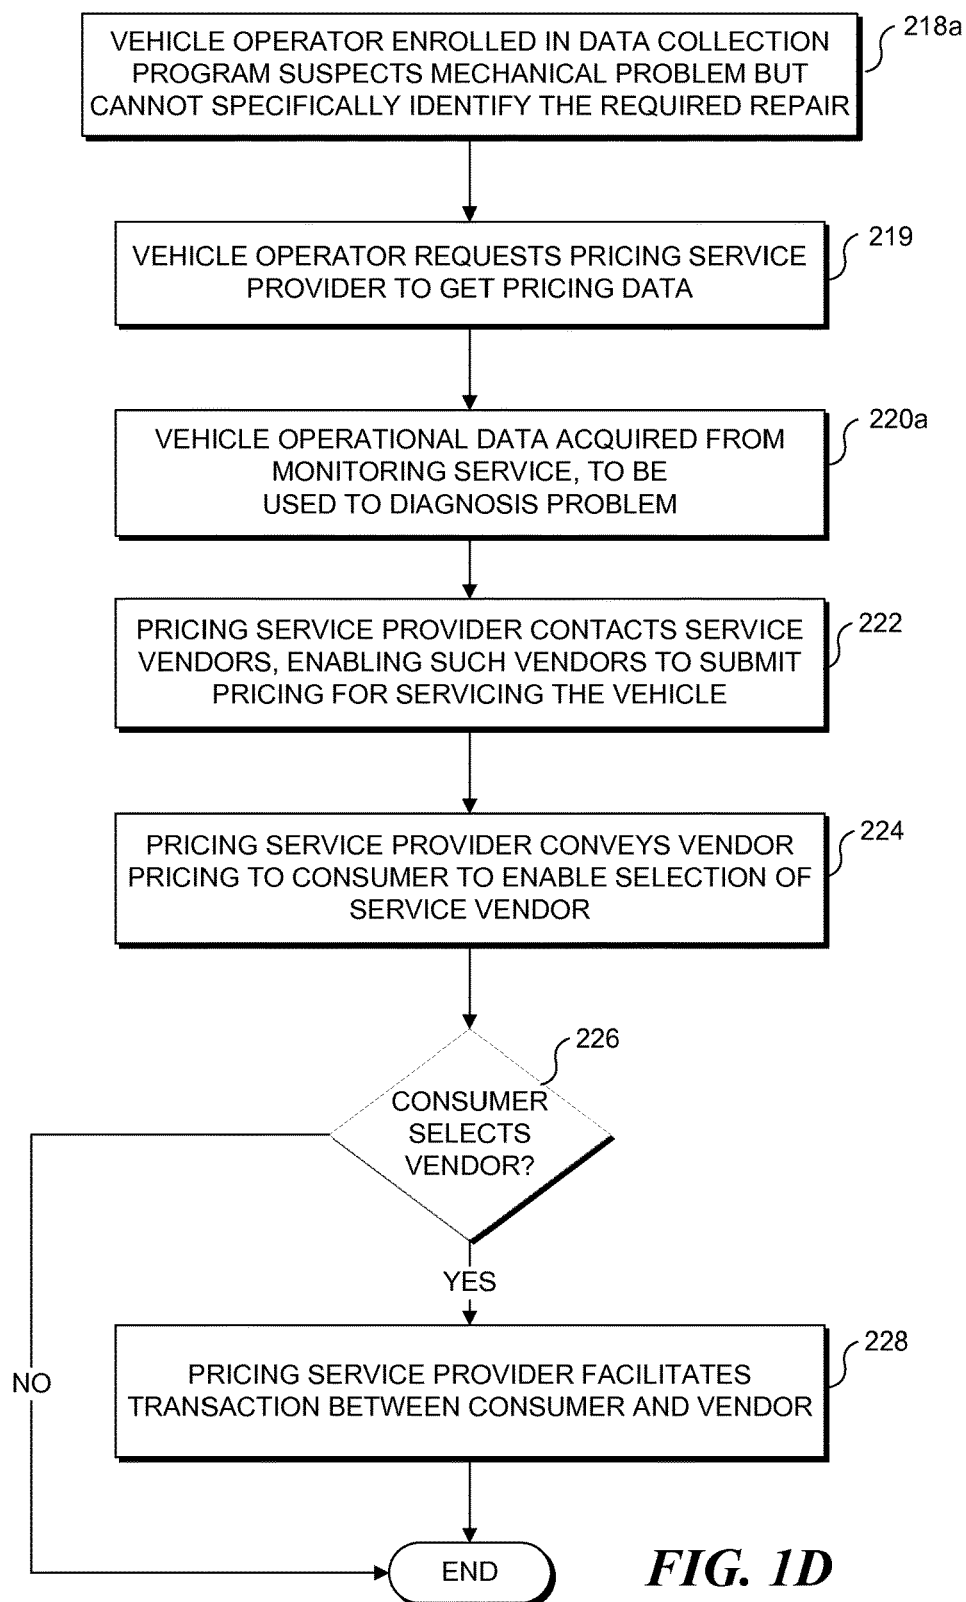 VEHICLE OPERATOR ENROLLED IN DATA COLLECTION
PROGRAM SUSPECTS MECHANICAL PROBLEM BUT
CANNOT SPECIFICALLY IDENTIFY THE REQUIRED REPAIR
218a
VEHICLE OPERATOR REQUESTS PRICING SERVICE
PROVIDER TO GET PRICING DATA
219
VEHICLE OPERATIONAL DATA ACQUIRED FROM
MONITORING SERVICE, TO BE
USED TO DIAGNOSIS PROBLEM
220a
PRICING SERVICE PROVIDER CONTACTS SERVICE
VENDORS, ENABLING SUCH VENDORS TO SUBMIT
PRICING FOR SERVICING THE VEHICLE
222
PRICING SERVICE PROVIDER CONVEYS VENDOR
PRICING TO CONSUMER TO ENABLE SELECTION OF
SERVICE VENDOR
224
CONSUMER
SELECTS
VENDOR?
226
YES
PRICING SERVICE PROVIDER FACILITATES
TRANSACTION BETWEEN CONSUMER AND VENDOR
228
NO
END
FIG. 1D